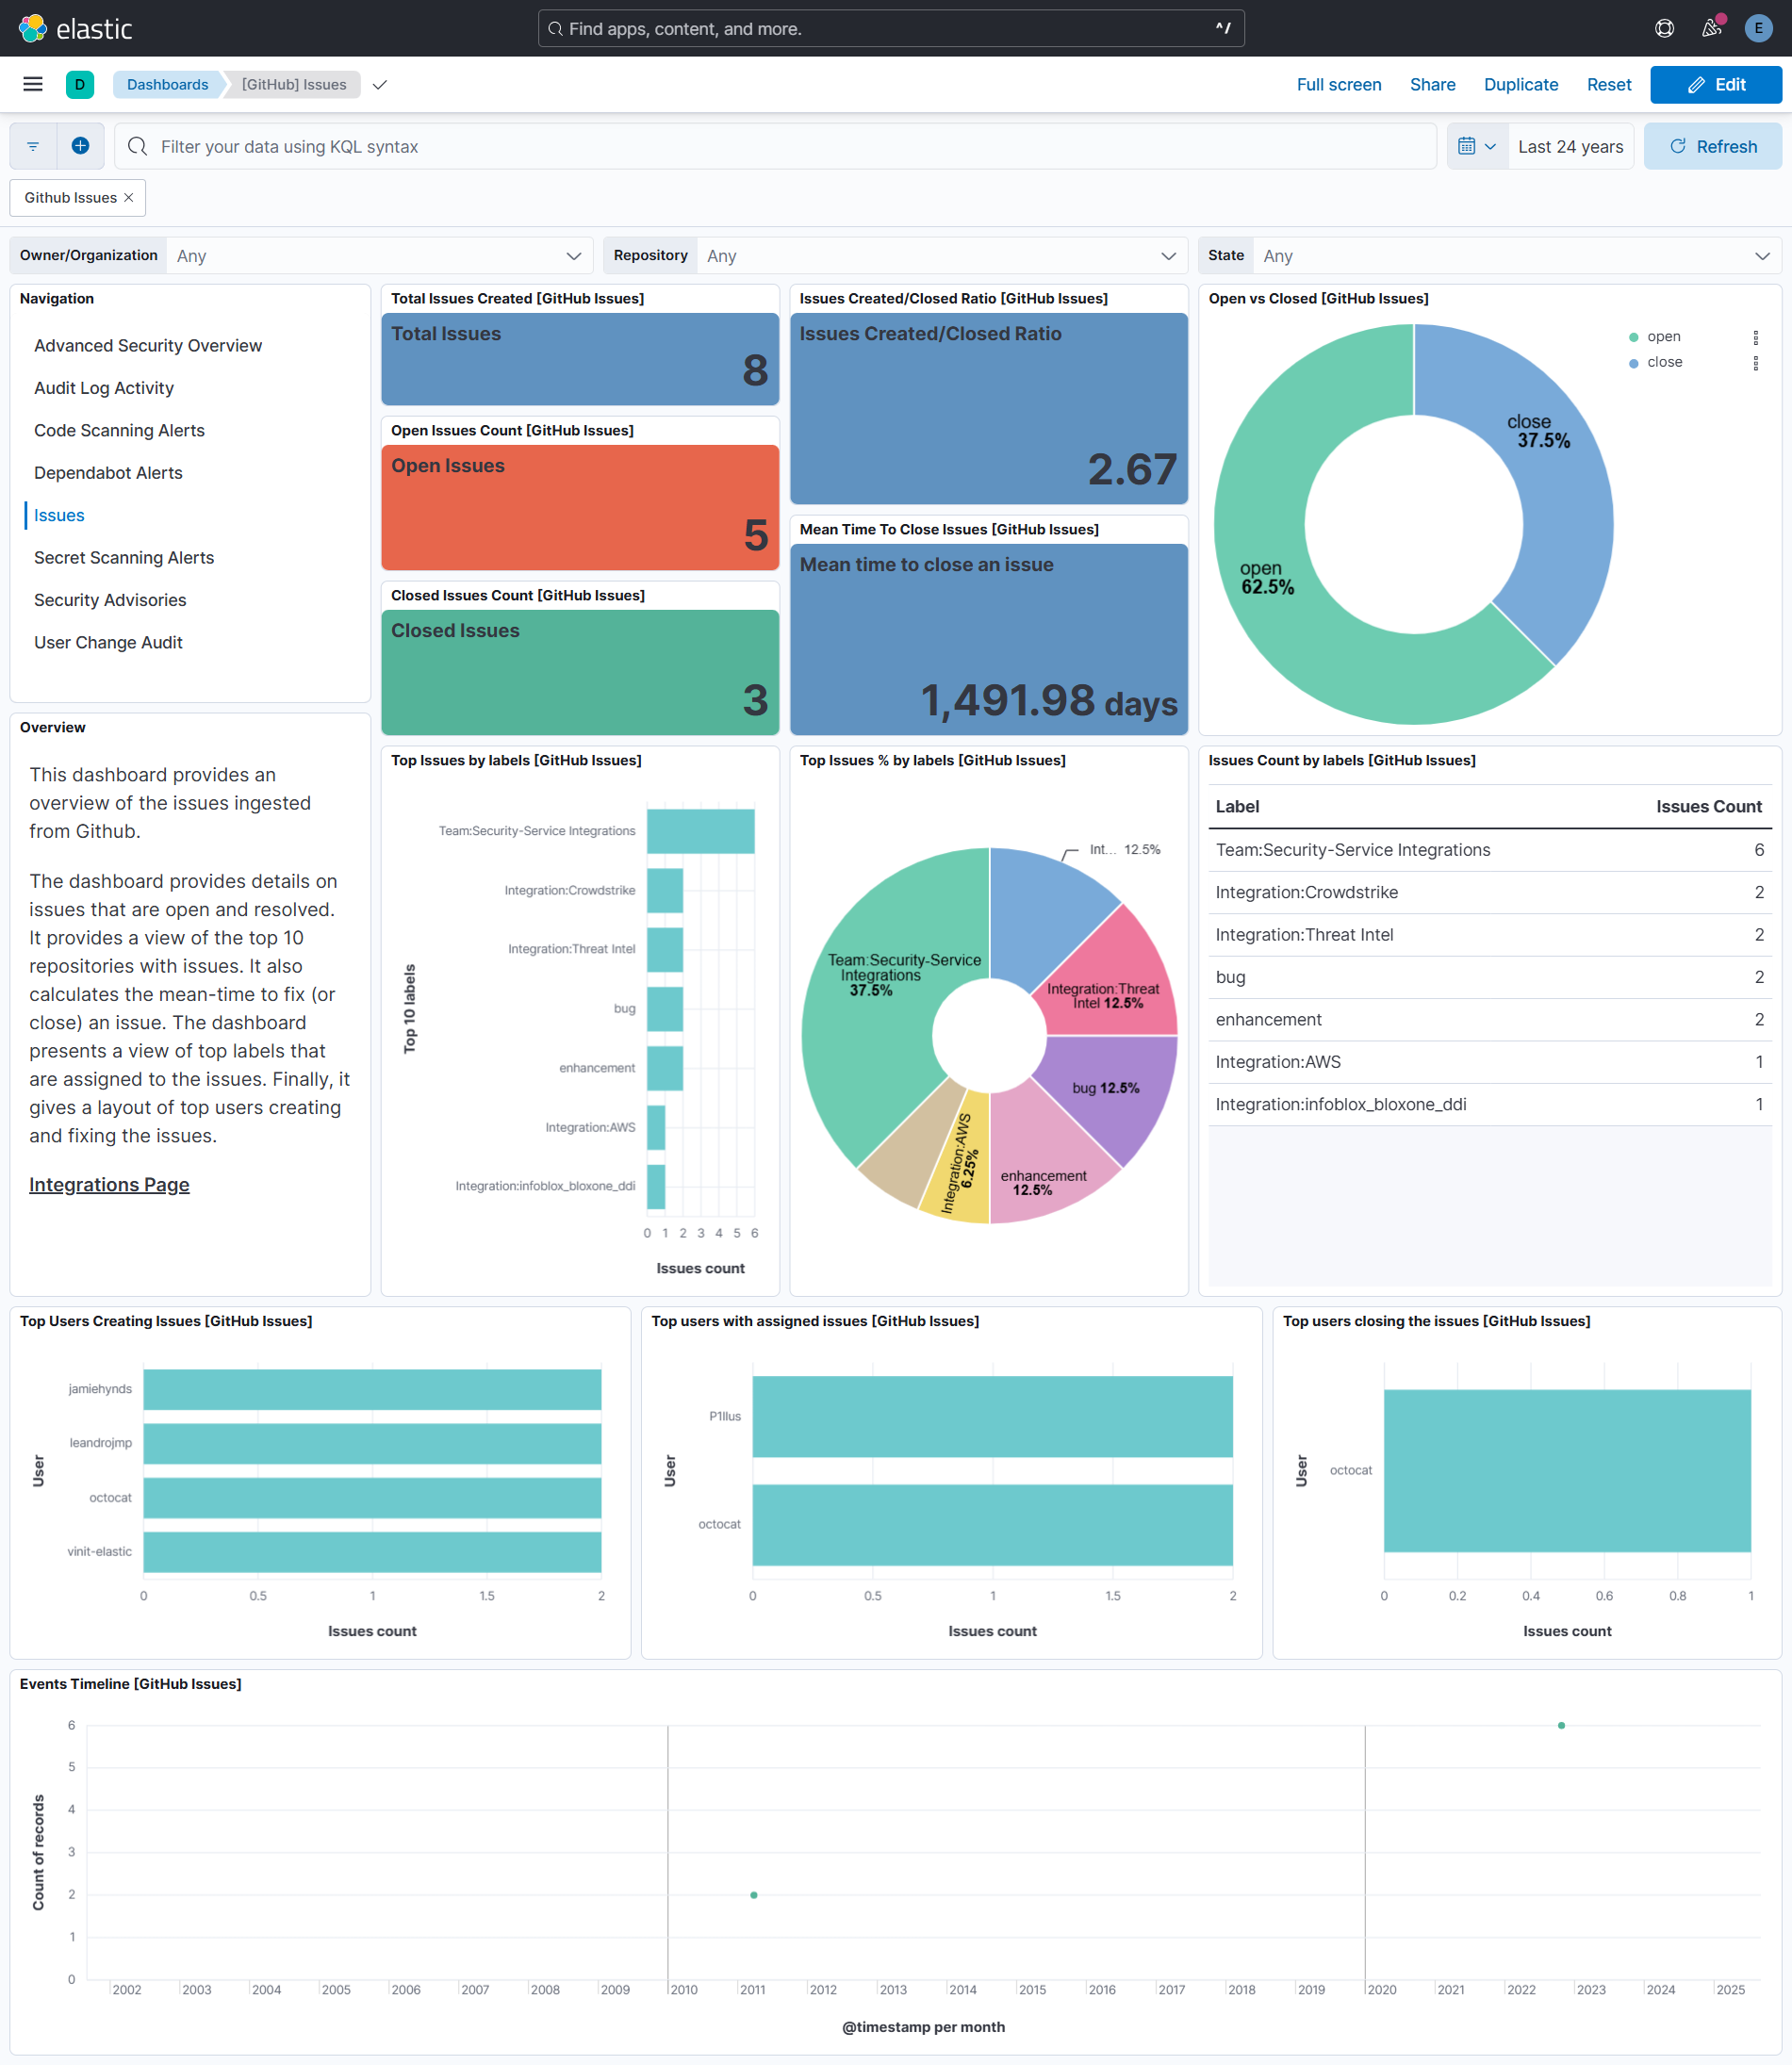 elastic
Find apps, content, and more.
^/
E
D
Dashboards
[GitHub] Issues
Full screen
Share
Duplicate
Reset
Edit
Filter your data using KQL syntax
Last 24 years
Refresh
Github Issues
Owner/Organization
Any
Repository
Any
State
Any
Navigation
Advanced Security Overview
Audit Log Activity
Code Scanning Alerts
Dependabot Alerts
Issues
Secret Scanning Alerts
Security Advisories
User Change Audit
Total Issues Created [GitHub Issues]
Total Issues
8
Open Issues Count [GitHub Issues]
Open Issues
5
Closed Issues Count [GitHub Issues]
Closed Issues
3
Issues Created/Closed Ratio [GitHub Issues]
Issues Created/Closed Ratio
2.67
Mean Time To Close Issues [GitHub Issues]
Mean time to close an issue
1,491.98 days
Open vs Closed [GitHub Issues]
open
close
close
37.5%
open
62.5%
Overview
This dashboard provides an
overview of the issues ingested
from Github.
The dashboard provides details on
issues that are open and resolved.
It provides a view of the top 10
repositories with issues. It also
calculates the mean-time to fix (or
close) an issue. The dashboard
presents a view of top labels that
are assigned to the issues. Finally, it
gives a layout of top users creating
and fixing the issues.
Integrations Page
Top Issues by labels [GitHub Issues]
Top 10 labels
Team:Security-Service Integrations
Integration:Crowdstrike
Integration:Threat Intel
bug
enhancement
Integration:AWS
Integration:infoblox_bloxone_ddi
0 1 2 3 4 5 6
Issues count
Top Issues % by labels [GitHub Issues]
Int... 12.5%
Team:Security-Service
Integrations
37.5%
Integration:Threat
Intel 12.5%
bug 12.5%
enhancement
12.5%
Integration:AWS
6.25%
Issues Count by labels [GitHub Issues]
Label Issues Count
Team:Security-Service Integrations 6
Integration:Crowdstrike 2
Integration:Threat Intel 2
bug 2
enhancement 2
Integration:AWS 1
Integration:infoblox_bloxone_ddi 1
Top Users Creating Issues [GitHub Issues]
User
jamiehynds
leandrojmp
octocat
vinit-elastic
0 0.5 1 1.5 2
Issues count
Top users with assigned issues [GitHub Issues]
User
P1llus
octocat
0 0.5 1 1.5 2
Issues count
Top users closing the issues [GitHub Issues]
User
octocat
0 0.2 0.4 0.6 0.8 1
Issues count
Events Timeline [GitHub Issues]
Count of records
6
5
4
3
2
1
0
2002 2003 2004 2005 2006 2007 2008 2009 2010 2011 2012 2013 2014 2015 2016 2017 2018 2019 2020 2021 2022 2023 2024 2025
@timestamp per month